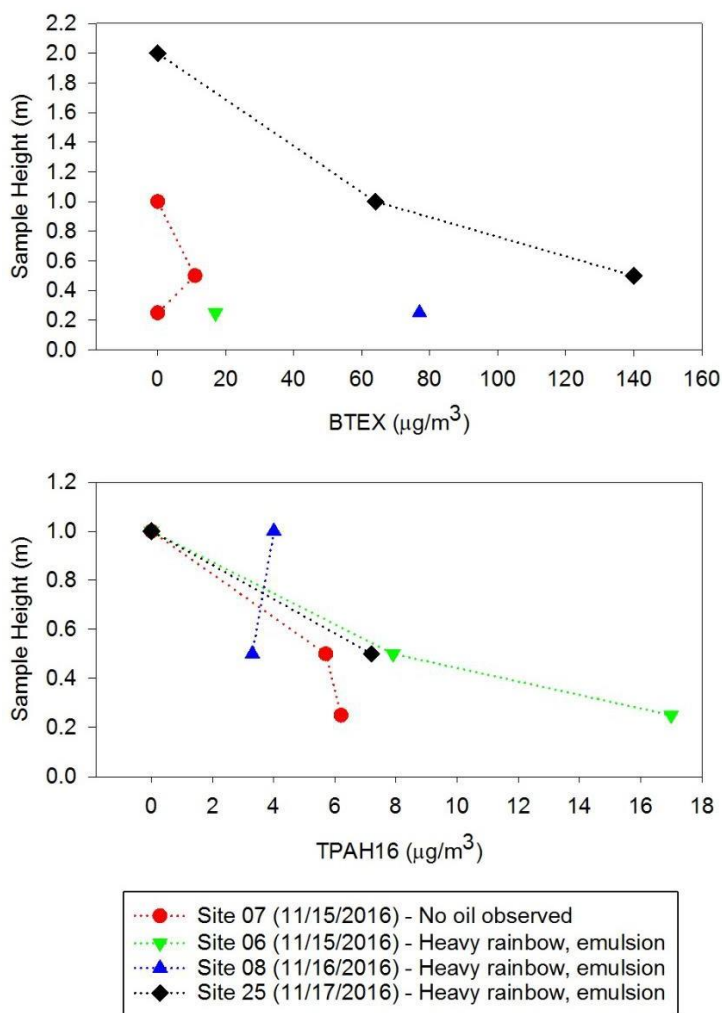 2.0
1.8
1.6
1.4
1.2
1.0
0.8
0.6
0.4
0.2
0.0
Sample Height (m)
0 20 40 60 80 100 120 140 160
BTEX (μg/m³)
1.2
1.0
0.8
0.6
0.4
0.2
0.0
Sample Height (m)
0 2 4 6 8 10 12 14 16 18
TPAH16 (μg/m³)
Site 07 (11/15/2016) - No oil observed
Site 06 (11/15/2016) - Heavy rainbow, emulsion
Site 08 (11/16/2016) - Heavy rainbow, emulsion
Site 25 (11/17/2016) - Heavy rainbow, emulsion